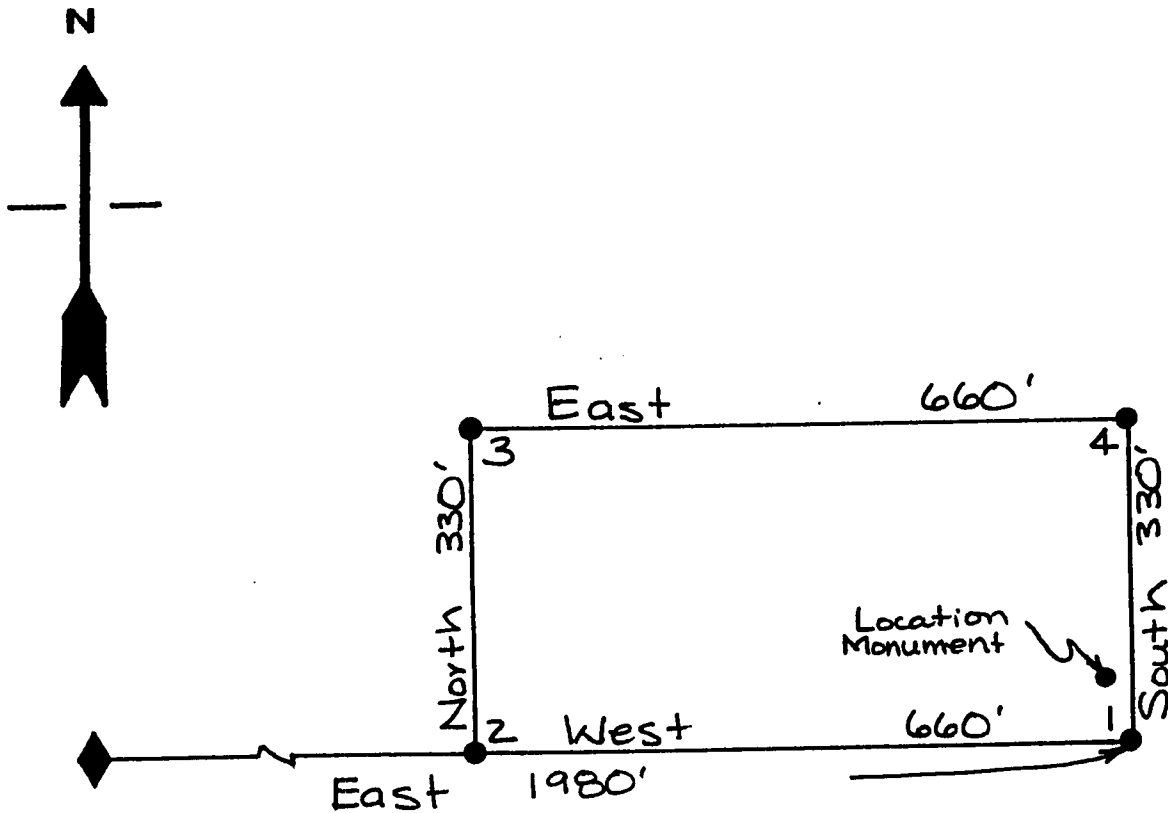 N
East 660'
3
4
North 330'
South 330'
Location
Monument
2
1
West 660'
East 1980'